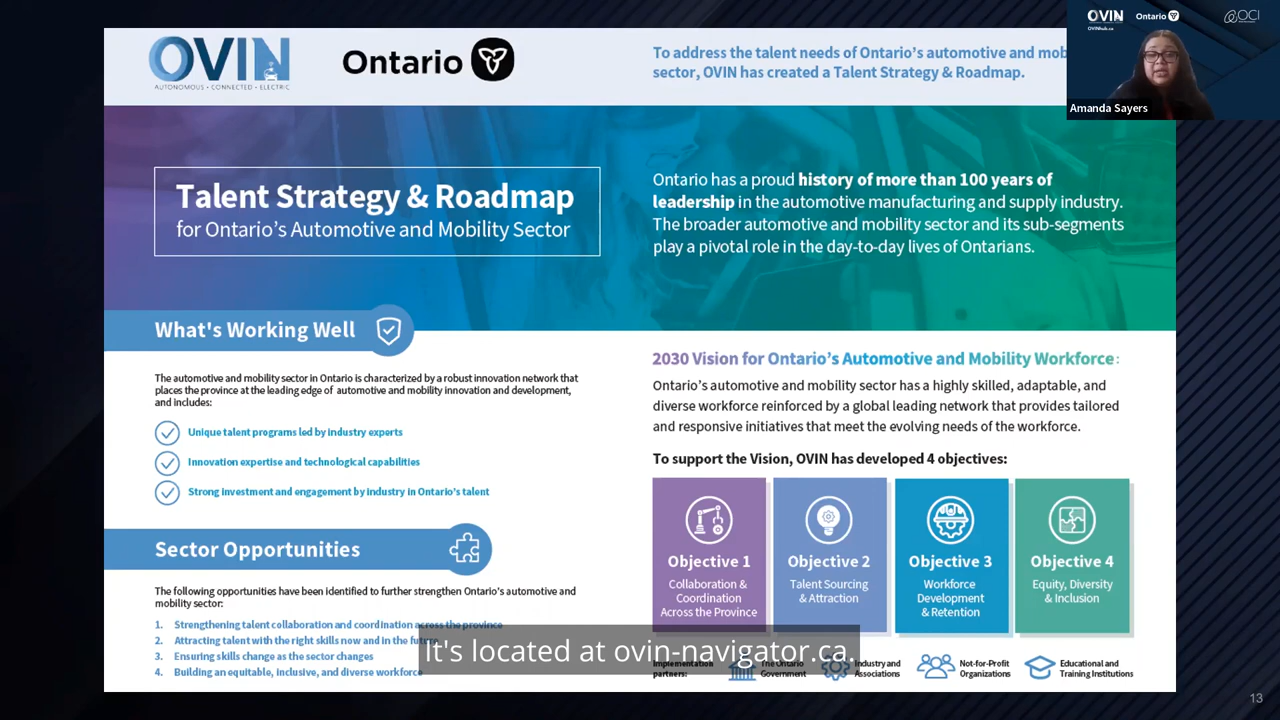 OVIN
AUTONOMOUS • CONNECTED • ELECTRIC
Ontario
To address the talent needs of Ontario's automotive and mob
sector, OVIN has created a Talent Strategy & Roadmap.
OVIN
OVINhub.ca
Ontario
OCI
Amanda Sayers
Talent Strategy & Roadmap
for Ontario's Automotive and Mobility Sector
Ontario has a proud history of more than 100 years of
leadership in the automotive manufacturing and supply industry.
The broader automotive and mobility sector and its sub-segments
play a pivotal role in the day-to-day lives of Ontarians.
What's Working Well
The automotive and mobility sector in Ontario is characterized by a robust innovation network that
places the province at the leading edge of automotive and mobility innovation and development,
and includes:
Unique talent programs led by industry experts
Innovation expertise and technological capabilities
Strong investment and engagement by industry in Ontario's talent
Sector Opportunities
The following opportunities have been identified to further strengthen Ontario's automotive and
mobility sector:
1. Strengthening talent collaboration and coordination across the province
2. Attracting talent with the right skills now and in the future
3. Ensuring skills change as the sector changes
4. Building an equitable, inclusive, and diverse workforce
2030 Vision for Ontario's Automotive and Mobility Workforce:
Ontario's automotive and mobility sector has a highly skilled, adaptable, and
diverse workforce reinforced by a global leading network that provides tailored
and responsive initiatives that meet the evolving needs of the workforce.
To support the Vision, OVIN has developed 4 objectives:
Objective 1
Collaboration &
Coordination
Across the Province
Objective 2
Talent Sourcing
& Attraction
Objective 3
Workforce
Development
& Retention
Objective 4
Equity, Diversity
& Inclusion
Implementation
partners:
The Ontario
Government
Industry and
Associations
Not-for-Profit
Organizations
Educational and
Training Institutions
It's located at ovin-navigator.ca.
13